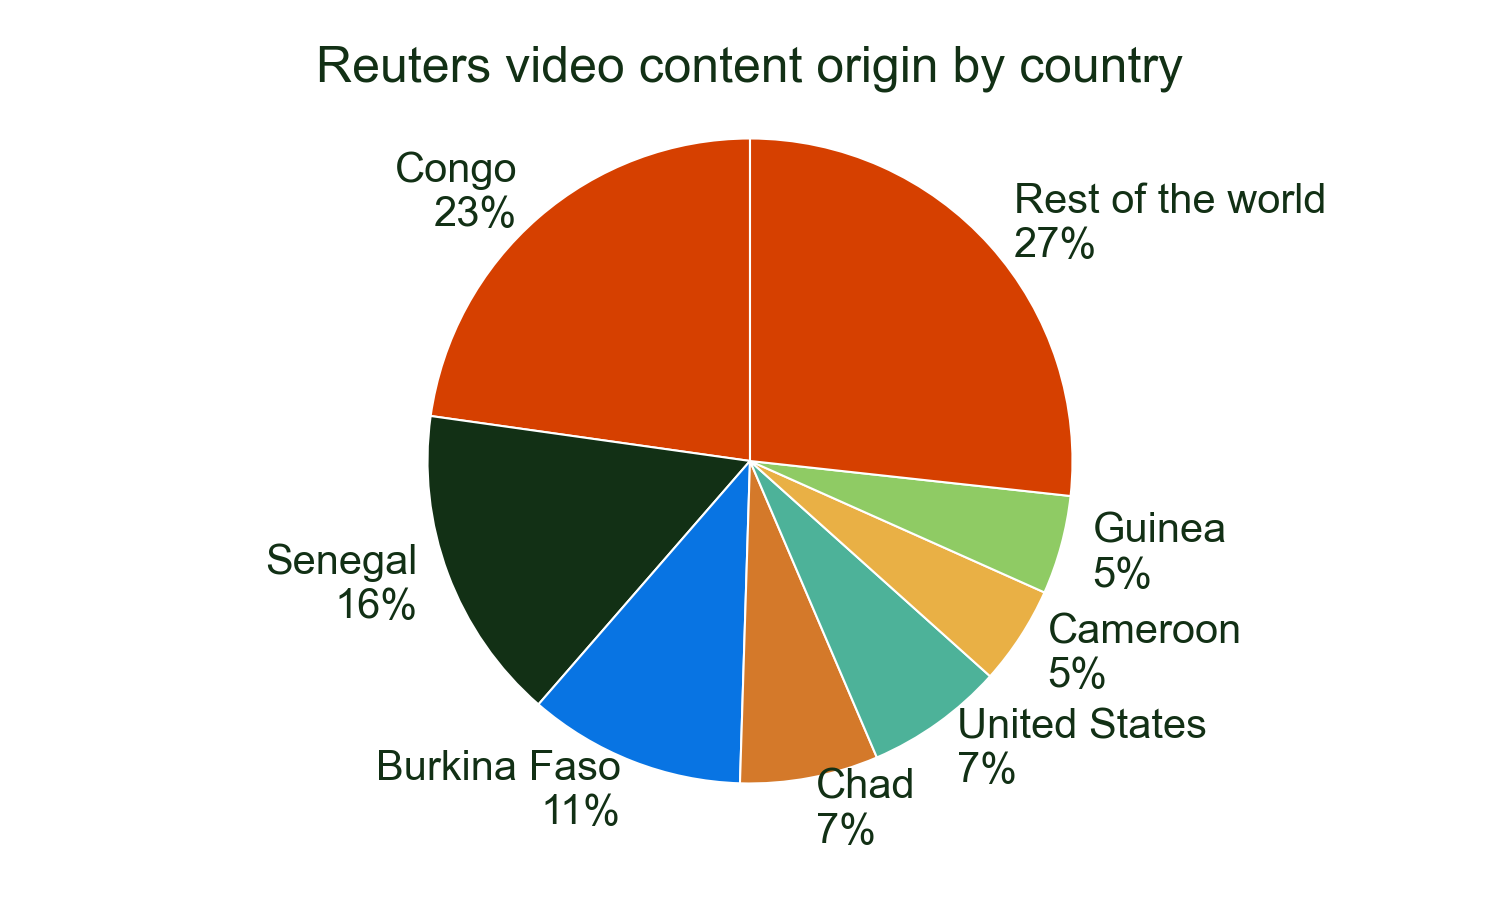 Reuters video content origin by country
Congo
23%
Rest of the world
27%
Guinea
5%
Senegal
16%
Cameroon
5%
United States
7%
Burkina Faso
11%
Chad
7%